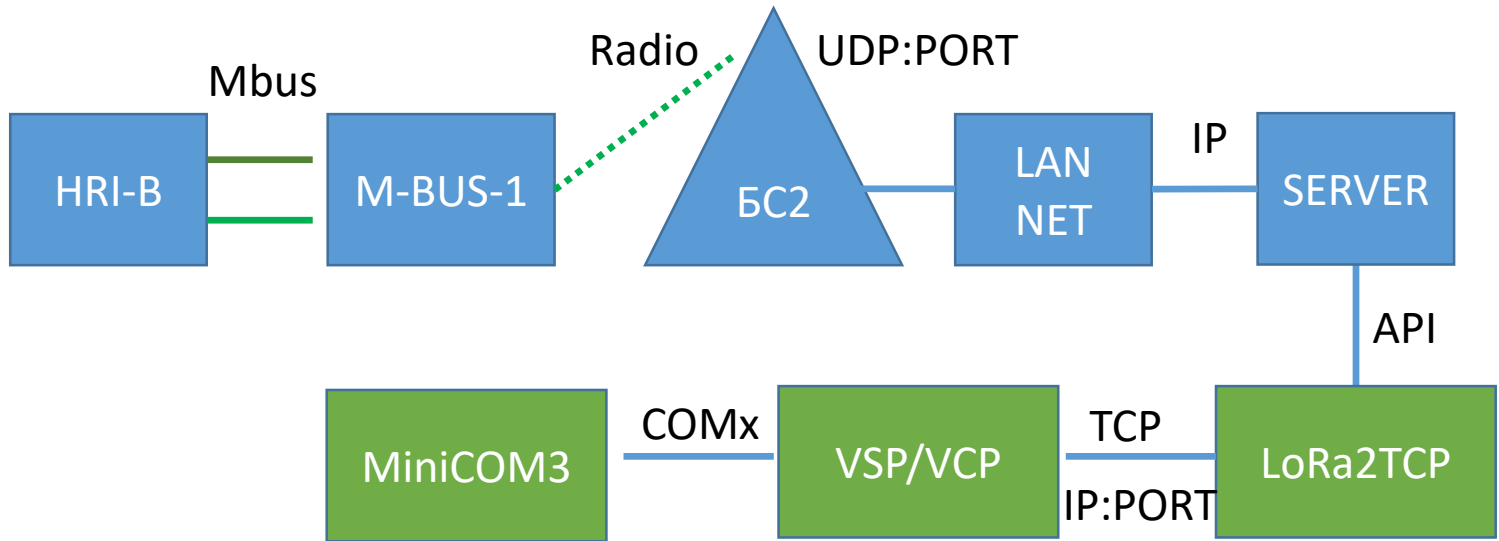 Radio
UDP:PORT
Mbus
HRI-B
M-BUS-1
БС2
LAN
NET
IP
SERVER
API
MiniCOM3
COMx
VSP/VCP
TCP
IP:PORT
LoRa2TCP